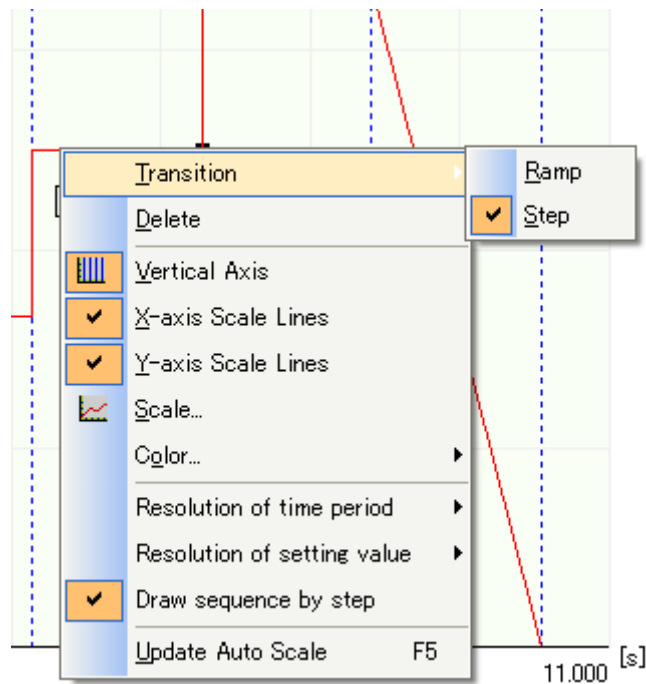 Transition
Ramp
Step
Delete
Vertical Axis
X-axis Scale Lines
Y-axis Scale Lines
Scale...
Color...
Resolution of time period
Resolution of setting value
Draw sequence by step
Update Auto Scale F5
11.000 [s]